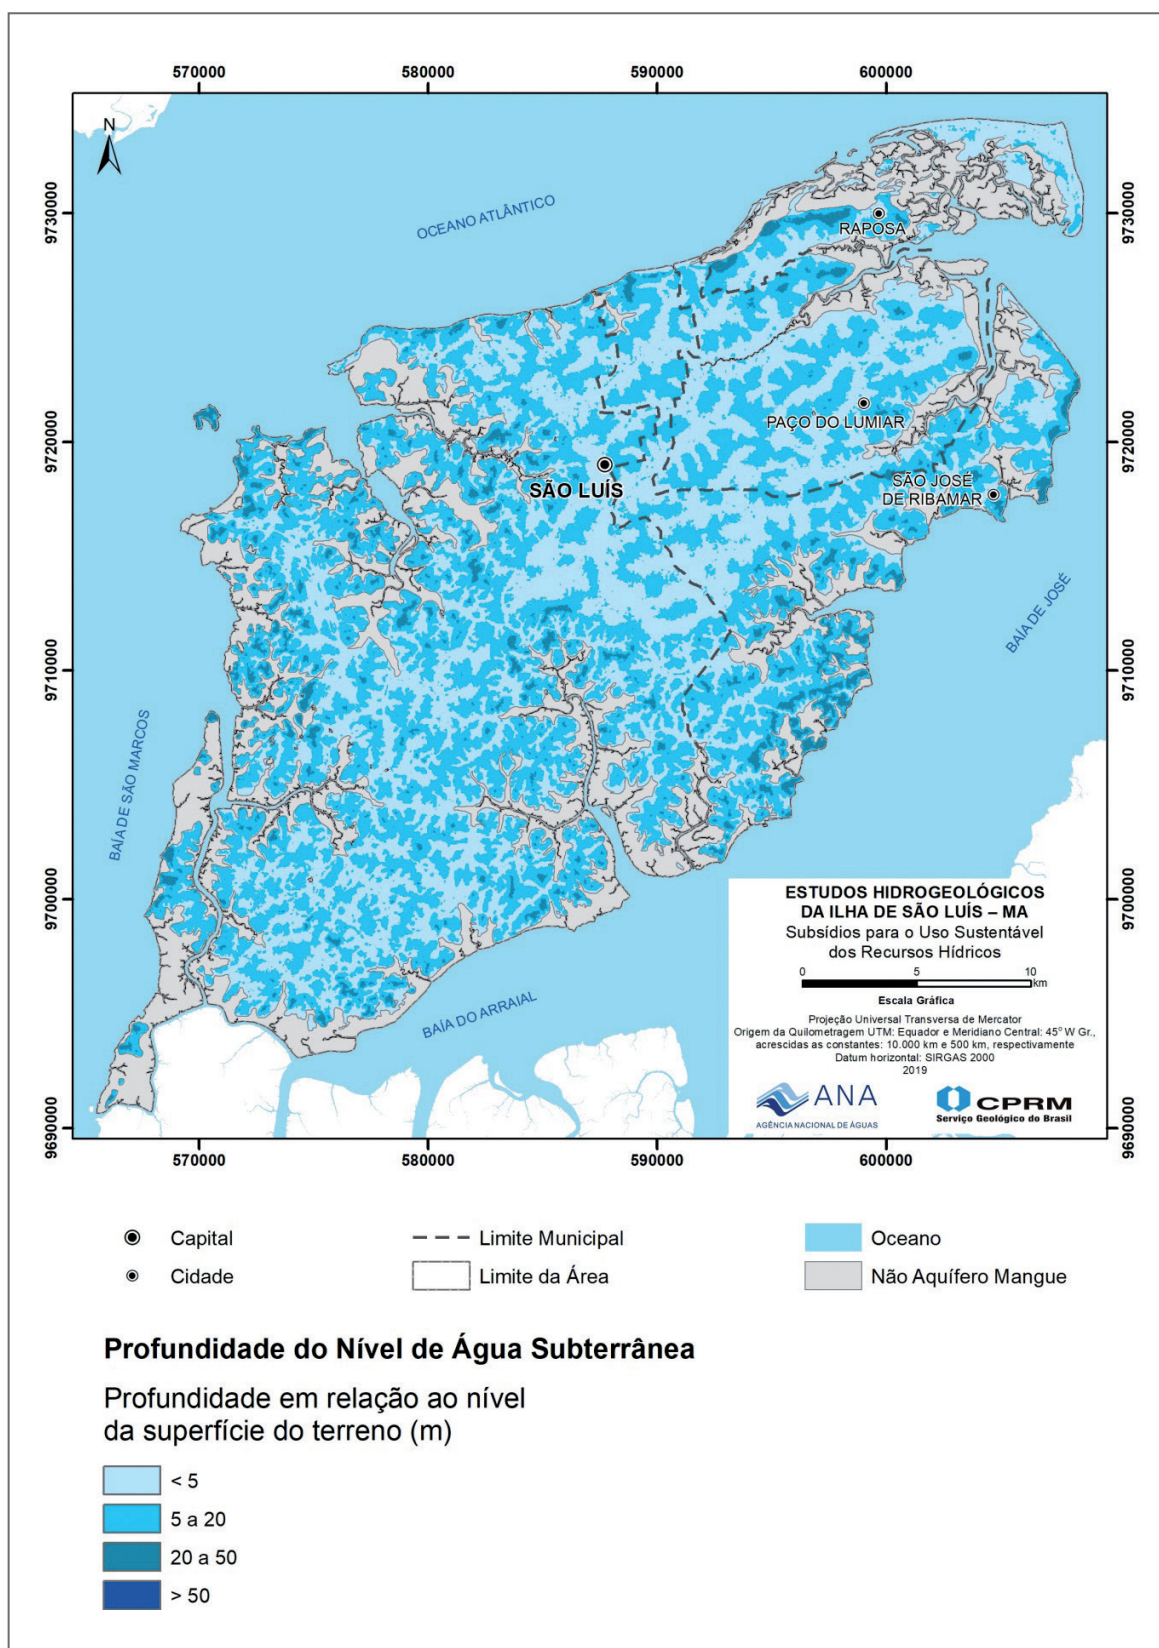 570000
580000
590000
600000
N
9730000
9730000
OCEANO ATLÂNTICO
RAPOSA
PAÇO DO LUMIAR
9720000
9720000
SÃO LUÍS
SÃO JOSÉ
DE RIBAMAR
BAÍA DE JOSÉ
9710000
9710000
BAÍA DE SÃO MARCOS
9700000
9700000
BAÍA DO ARRAIAL
ESTUDOS HIDROGEOLÓGICOS
DA ILHA DE SÃO LUÍS – MA
Subsídios para o Uso Sustentável
dos Recursos Hídricos
0 5 10
km
Escala Gráfica
Projeção Universal Transversa de Mercator
Origem da Quilometragem UTM: Equador e Meridiano Central: 45° W Gr.,
acrescidas as constantes: 10.000 km e 500 km, respectivamente
Datum horizontal: SIRGAS 2000
2019
ANA
AGÊNCIA NACIONAL DE ÁGUAS
CPRM
Serviço Geológico do Brasil
9690000
9690000
570000
580000
590000
600000
Capital
Limite Municipal
Oceano
Cidade
Limite da Área
Não Aquífero Mangue
Profundidade do Nível de Água Subterrânea
Profundidade em relação ao nível
da superfície do terreno (m)
< 5
5 a 20
20 a 50
> 50